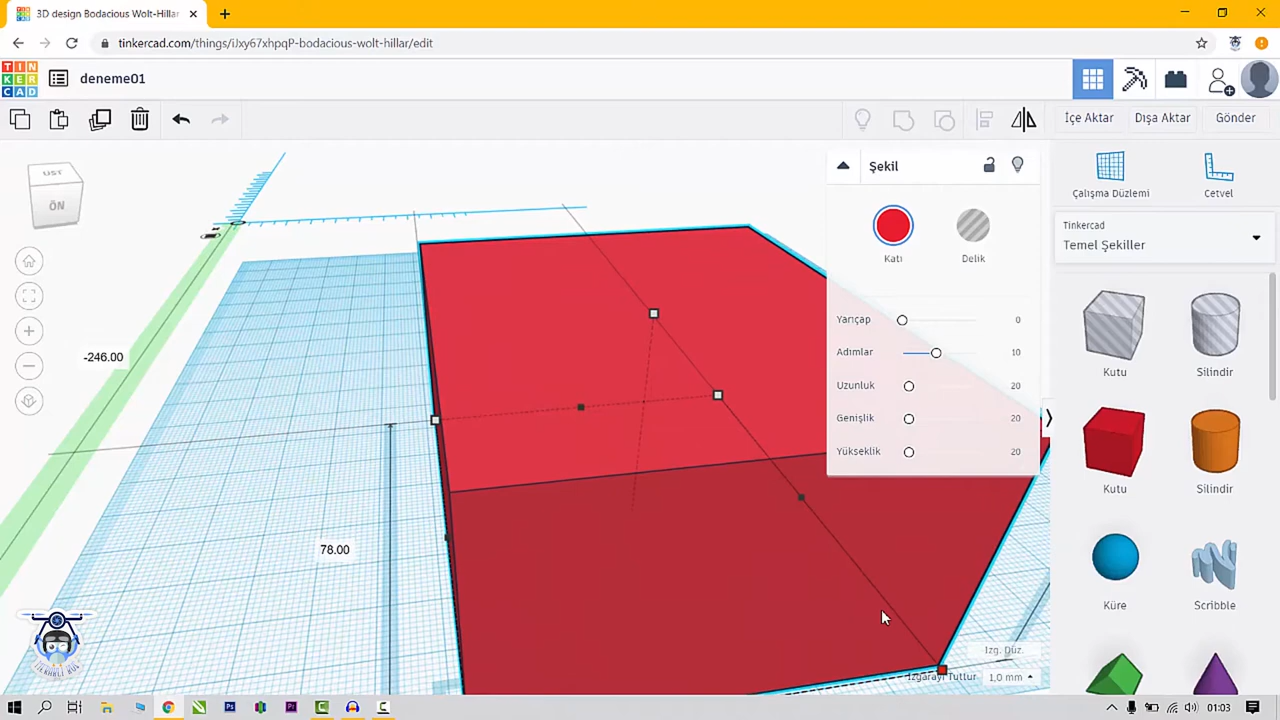 3D design Bodacious Wolt-Hillar
tinkercad.com/things/iJxy67xhpqP-bodacious-wolt-hillar/edit
TIN
KER
CAD
deneme01
İçe Aktar
Dışa Aktar
Gönder
Şekil
Katı
Delik
Yarıçap
0
Adımlar
10
Uzunluk
20
Genişlik
20
Yükseklik
20
Çalışma Düzlemi
Cetvel
Tinkercad
Temel Şekiller
Kutu
Silindir
Kutu
Silindir
Küre
Scribble
ÜST
ÖN
-246.00
78.00
Izg. Düz.
Izgarayı Tuttur
1,0 mm
01:03